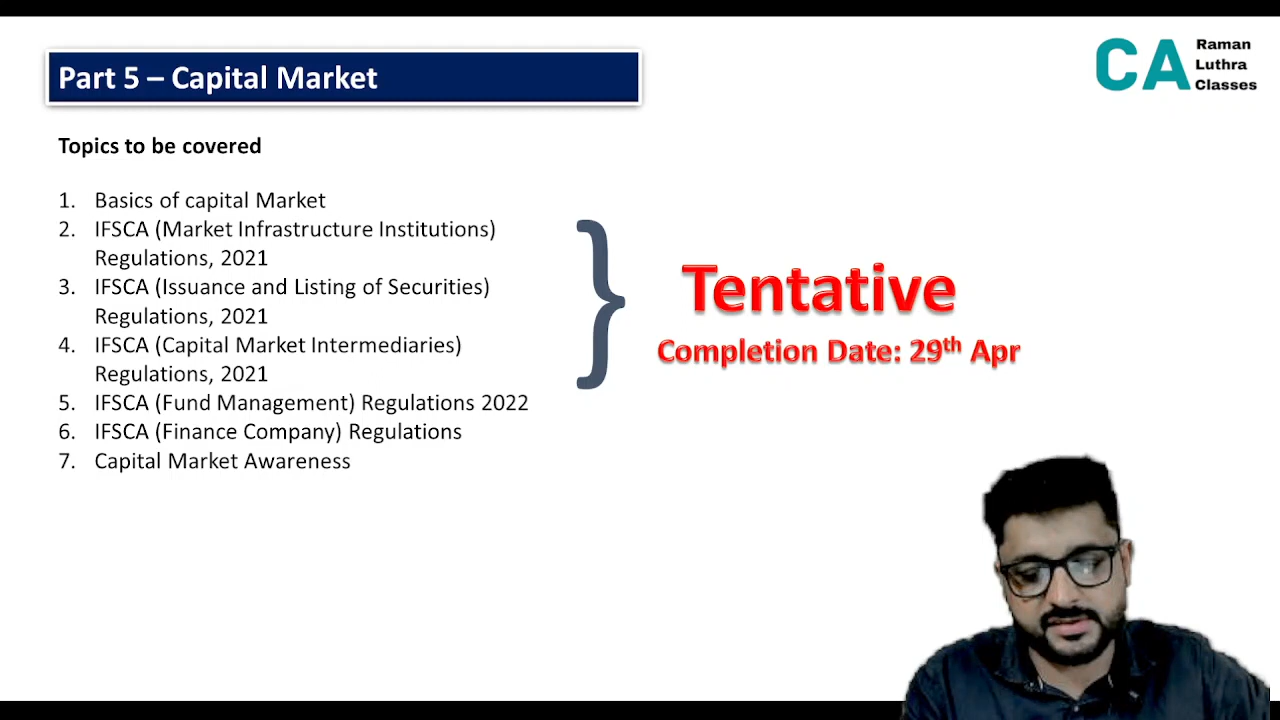 Part 5 – Capital Market
CA
Raman
Luthra
Classes
Topics to be covered
1. Basics of capital Market
2. IFSCA (Market Infrastructure Institutions)
Regulations, 2021
3. IFSCA (Issuance and Listing of Securities)
Regulations, 2021
4. IFSCA (Capital Market Intermediaries)
Regulations, 2021
5. IFSCA (Fund Management) Regulations 2022
6. IFSCA (Finance Company) Regulations
7. Capital Market Awareness
Tentative
Completion Date: 29th Apr